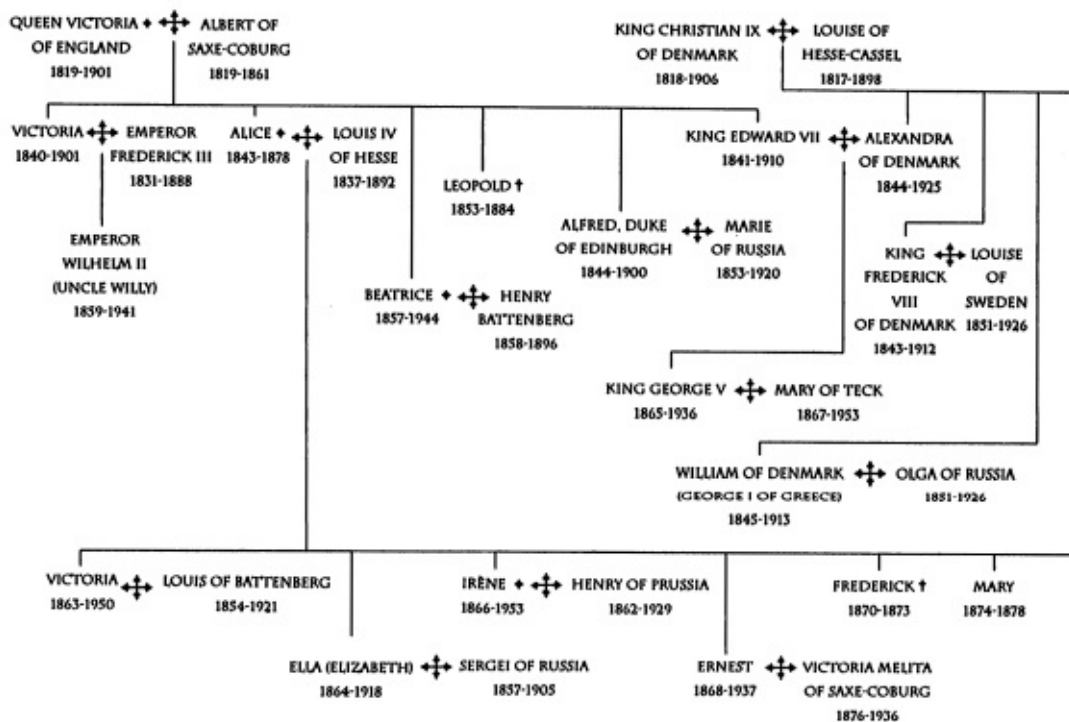 QUEEN VICTORIA ♦
OF ENGLAND
1819-1901
ALBERT OF
SAXE-COBURG
1819-1861
KING CHRISTIAN IX
OF DENMARK
1818-1906
LOUISE OF
HESSE-CASSEL
1817-1898
VICTORIA
1840-1901
EMPEROR
FREDERICK III
1831-1888
ALICE ♦
1843-1878
LOUIS IV
OF HESSE
1837-1892
KING EDWARD VII
1841-1910
ALEXANDRA
OF DENMARK
1844-1925
LEOPOLD †
1853-1884
ALFRED, DUKE
OF EDINBURGH
1844-1900
MARIE
OF RUSSIA
1853-1920
EMPEROR
WILHELM II
(UNCLE WILLY)
1859-1941
KING
FREDERICK
VIII
OF DENMARK
1843-1912
LOUISE
OF
SWEDEN
1851-1926
BEATRICE ♦
1857-1944
HENRY
BATTENBERG
1858-1896
KING GEORGE V
1865-1936
MARY OF TECK
1867-1953
WILLIAM OF DENMARK
(GEORGE I OF GREECE)
1845-1913
OLGA OF RUSSIA
1851-1926
VICTORIA
1863-1950
LOUIS OF BATTENBERG
1854-1921
IRÈNE ♦
1866-1953
HENRY OF PRUSSIA
1862-1929
FREDERICK †
1870-1873
MARY
1874-1878
ELLA (ELIZABETH)
1864-1918
SERGEI OF RUSSIA
1857-1905
ERNEST
1868-1937
VICTORIA MELITA
OF SAXE-COBURG
1876-1936